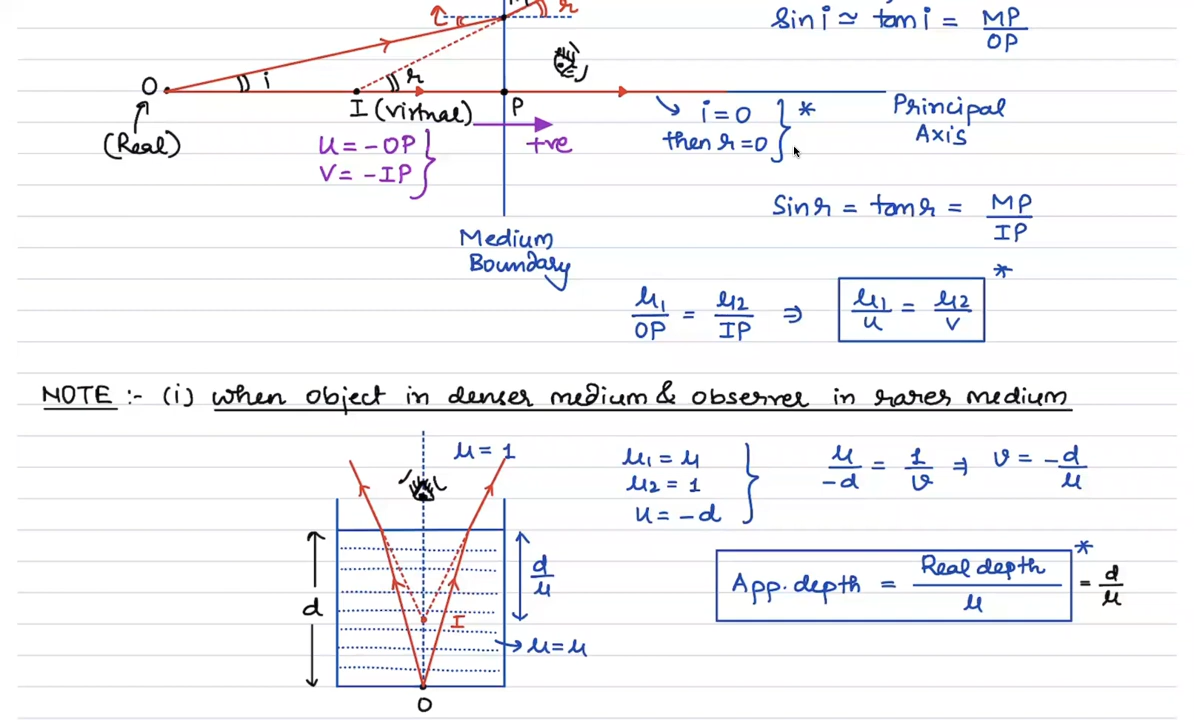 r
i
Sin i ≃ tan i = MP/OP
O
i
r
I (virtual)
P
(Real)
U = -OP
V = -IP
+ve
i = 0
then r = 0
*
Principal
Axis
Sin r = tan r = MP/IP
Medium
Boundary
μ1/OP = μ2/IP ⇒ μ1/u = μ2/v *
NOTE :- (i) when object in denser medium & observer in rarer medium
μ = 1
μ1 = μ
μ2 = 1
u = -d
μ/-d = 1/v ⇒ v = -d/μ
d
d/μ
I
→ μ = μ
O
App. depth = Real depth/μ * = d/μ